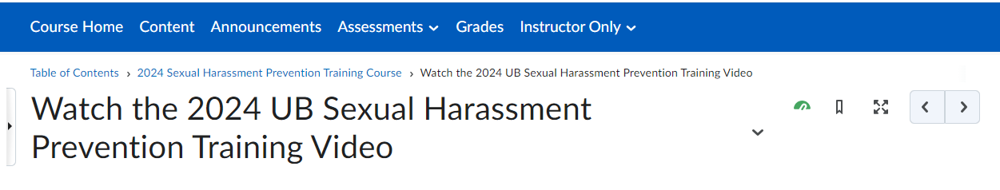 Course Home Content Announcements Assessments Grades Instructor Only
Table of Contents › 2024 Sexual Harassment Prevention Training Course › Watch the 2024 UB Sexual Harassment Prevention Training Video
Watch the 2024 UB Sexual Harassment
Prevention Training Video